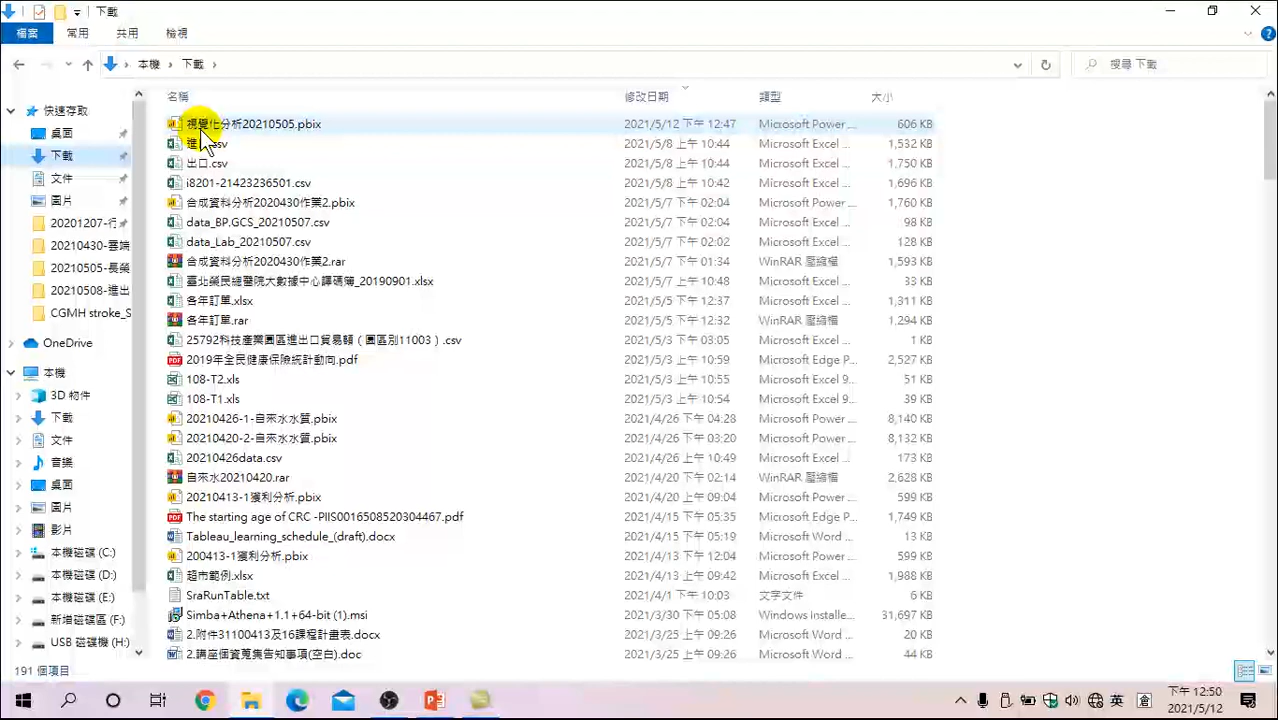 下載
檔案 常用 共用 檢視
本機 下載 搜尋 下載
名稱 修改日期 類型 大小
快速存取
桌面
下載
文件
圖片
20201207-行
20210430-雲端
20210505-長榮
20210508-進出
CGMH stroke_S
OneDrive
本機
3D 物件
下載
文件
音樂
桌面
圖片
影片
本機磁碟 (C:)
本機磁碟 (D:)
本機磁碟 (E:)
新增磁碟區 (F:)
USB 磁碟機 (H:)
視覺化分析20210505.pbix 2021/5/12 下午 12:47 Microsoft Power ... 606 KB
.csv 2021/5/8 上午 10:44 Microsoft Excel ... 1,532 KB
出口.csv 2021/5/8 上午 10:44 Microsoft Excel ... 1,750 KB
i8201-21423236501.csv 2021/5/8 上午 10:42 Microsoft Excel ... 1,696 KB
合成資料分析2020430作業2.pbix 2021/5/7 下午 02:04 Microsoft Power ... 1,760 KB
data_BP.GCS_20210507.csv 2021/5/7 下午 02:04 Microsoft Excel ... 98 KB
data_Lab_20210507.csv 2021/5/7 下午 02:02 Microsoft Excel ... 128 KB
合成資料分析2020430作業2.rar 2021/5/7 下午 01:34 WinRAR 壓縮檔 1,593 KB
臺北榮民總醫院大數據中心譯碼簿_20190901.xlsx 2021/5/7 上午 10:48 Microsoft Excel ... 33 KB
各年訂單.xlsx 2021/5/5 下午 12:37 Microsoft Excel ... 1,311 KB
各年訂單.rar 2021/5/5 下午 12:32 WinRAR 壓縮檔 1,294 KB
25792科技產業園區進出口貿易額（園區別11003）.csv 2021/5/3 下午 03:05 Microsoft Excel ... 1 KB
2019年全民健康保險統計動向.pdf 2021/5/3 上午 10:59 Microsoft Edge P... 2,527 KB
108-T2.xls 2021/5/3 上午 10:55 Microsoft Excel 9... 51 KB
108-T1.xls 2021/5/3 上午 10:54 Microsoft Excel 9... 39 KB
20210426-1-自來水水質.pbix 2021/4/26 下午 04:28 Microsoft Power ... 8,140 KB
20210420-2-自來水水質.pbix 2021/4/26 下午 03:20 Microsoft Power ... 8,132 KB
20210426data.csv 2021/4/26 上午 10:49 Microsoft Excel ... 173 KB
自來水20210420.rar 2021/4/20 下午 02:14 WinRAR 壓縮檔 2,628 KB
20210413-1獲利分析.pbix 2021/4/20 上午 09:04 Microsoft Power ... 599 KB
The starting age of CRC -PIIS0016508520304467.pdf 2021/4/15 下午 05:35 Microsoft Edge P... 1,749 KB
Tableau_learning_schedule_(draft).docx 2021/4/15 下午 05:19 Microsoft Word ... 13 KB
200413-1獲利分析.pbix 2021/4/13 下午 12:04 Microsoft Power ... 599 KB
超市範例.xlsx 2021/4/13 上午 09:42 Microsoft Excel ... 1,988 KB
SraRunTable.txt 2021/4/1 下午 10:03 文字文件 6 KB
Simba+Athena+1.1+64-bit (1).msi 2021/3/30 下午 05:08 Windows Installe... 31,697 KB
2.附件31100413及16課程計畫表.docx 2021/3/25 上午 09:26 Microsoft Word ... 20 KB
2.講座個資蒐集告知事項(空白).doc 2021/3/25 上午 09:26 Microsoft Word ... 44 KB
191 個項目
英 下午 12:50
2021/5/12